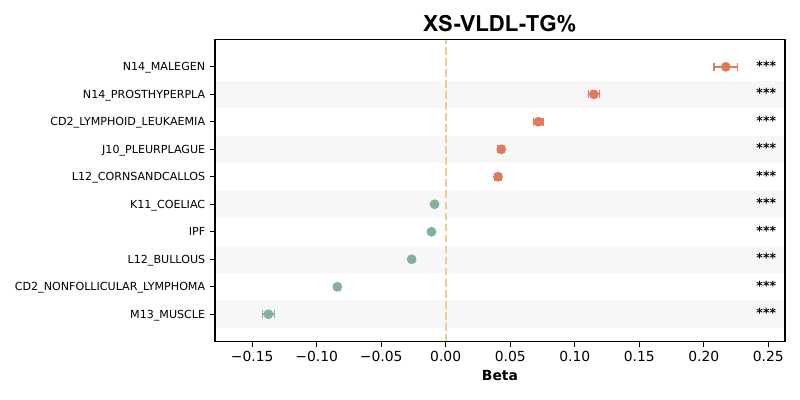 XS-VLDL-TG%
N14_MALEGEN ***
N14_PROSTHYPERPLA ***
CD2_LYMPHOID_LEUKAEMIA ***
J10_PLEURPLAGUE ***
L12_CORNSANDCALLOS ***
K11_COELIAC ***
IPF ***
L12_BULLOUS ***
CD2_NONFOLLICULAR_LYMPHOMA ***
M13_MUSCLE ***
−0.15 −0.10 −0.05 0.00 0.05 0.10 0.15 0.20 0.25
Beta